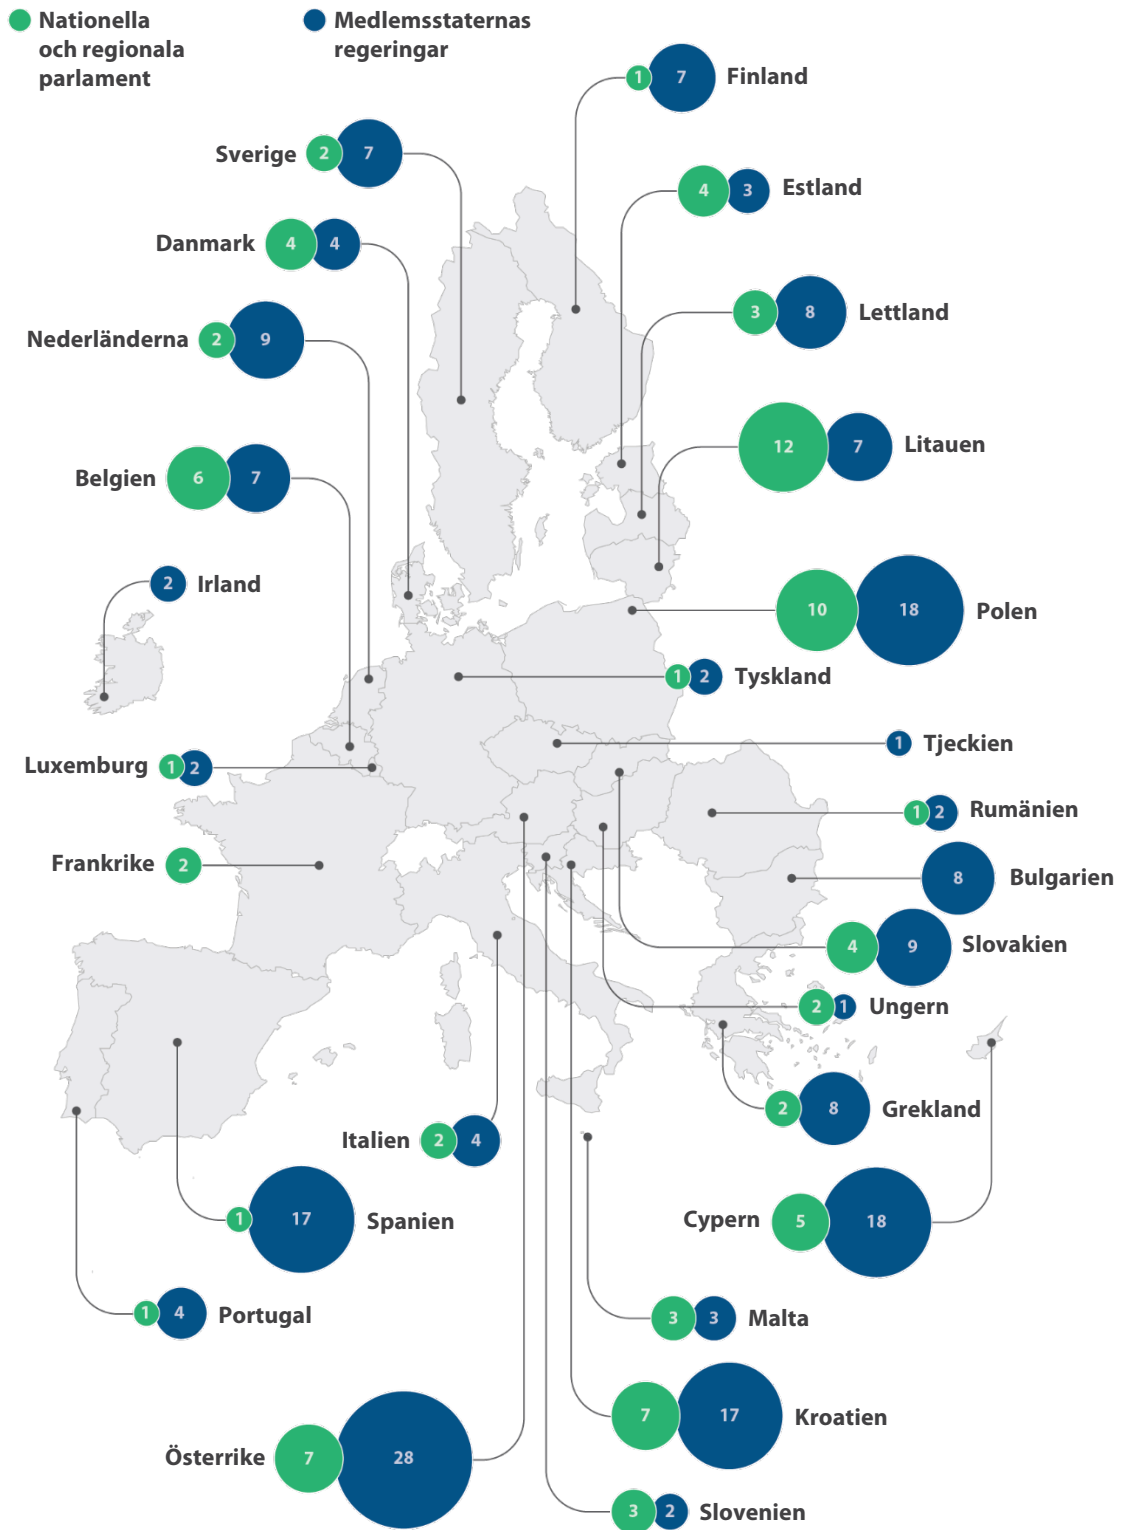 Nationella
och regionala
parlament
Medlemsstaternas
regeringar
1 7 Finland
Sverige 2 7
4 3 Estland
Danmark 4 4
3 8 Lettland
Nederländerna 2 9
12 7 Litauen
Belgien 6 7
2 Irland
10 18 Polen
1 2 Tyskland
1 Tjeckien
Luxemburg 1 2
1 2 Rumänien
Frankrike 2
8 Bulgarien
4 9 Slovakien
2 1 Ungern
2 8 Grekland
Italien 2 4
1 17 Spanien
Cypern 5 18
1 4 Portugal
3 3 Malta
7 17 Kroatien
Österrike 7 28
3 2 Slovenien